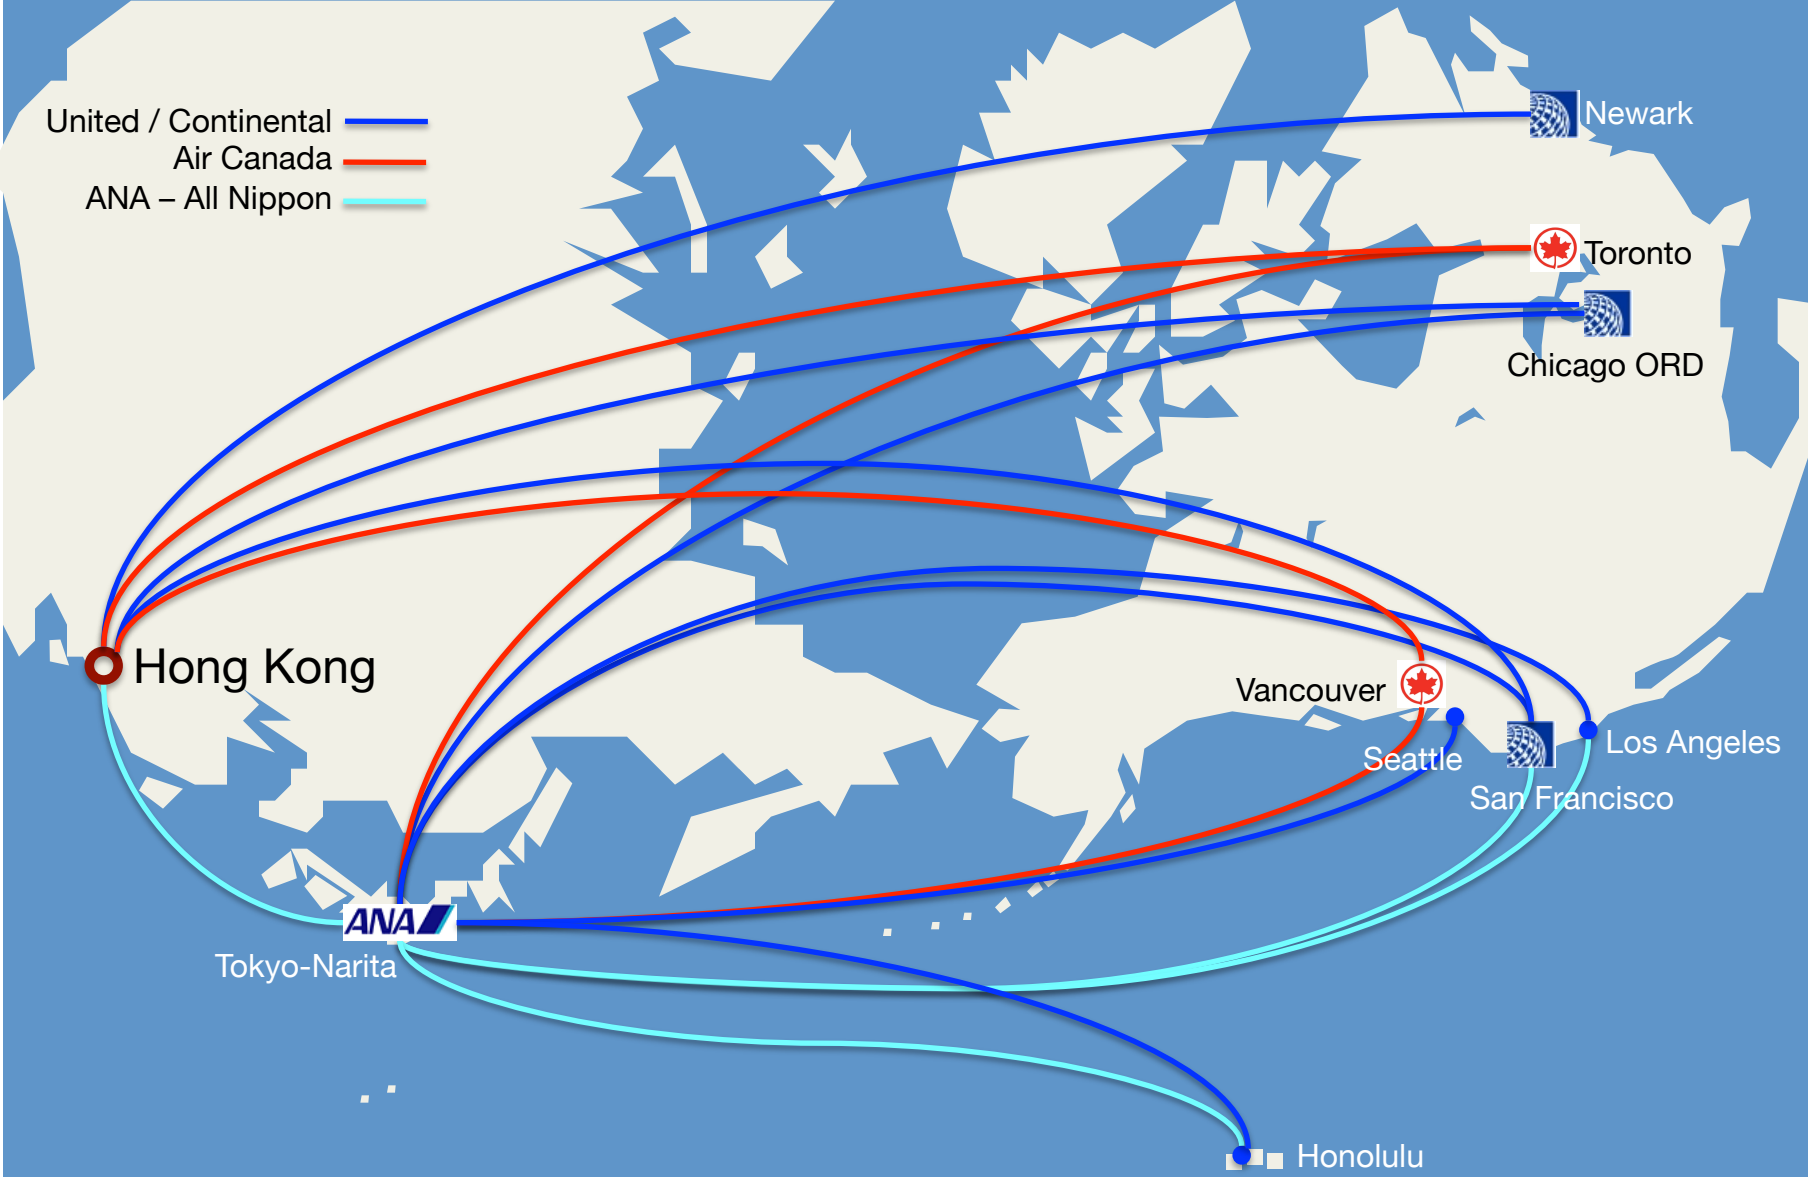 United / Continental
Air Canada
ANA – All Nippon
Newark
Toronto
Chicago ORD
Hong Kong
Vancouver
Seattle
Los Angeles
San Francisco
ANA
Tokyo-Narita
Honolulu